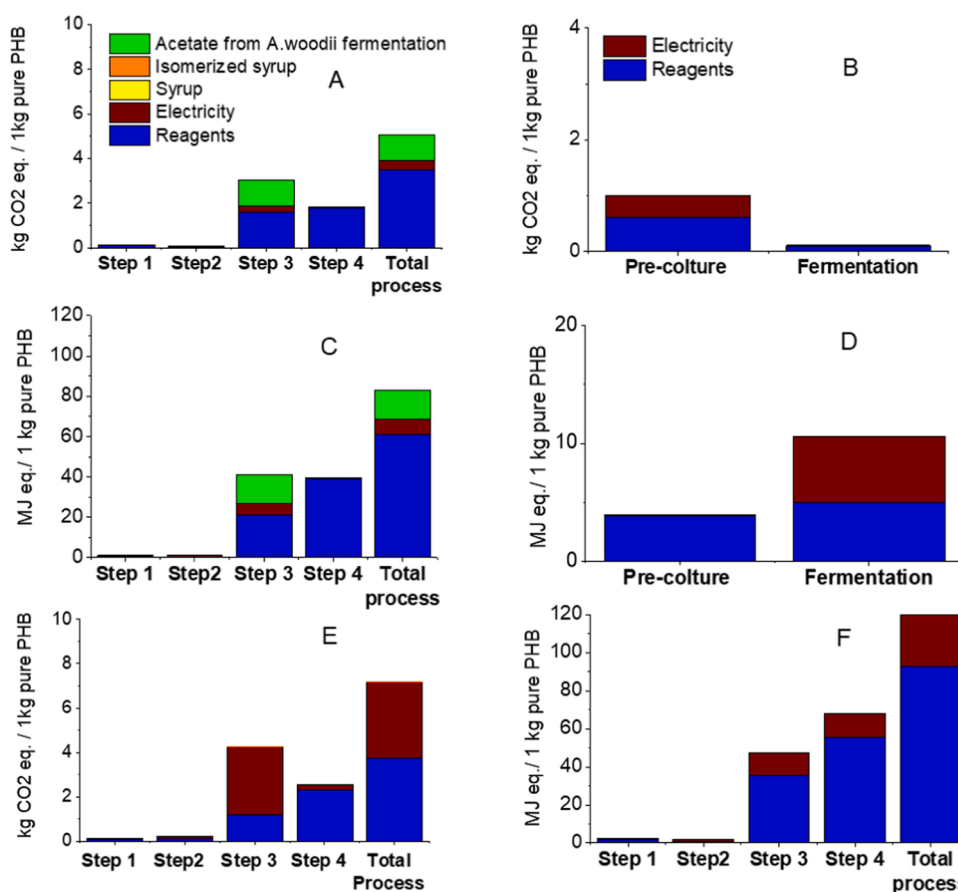 kg CO2 eq. / 1kg pure PHB
10
8
6
4
2
0
Acetate from A.woodii fermentation
Isomerized syrup
Syrup
Electricity
Reagents
A
Step 1
Step2
Step 3
Step 4
Total
process
kg CO2 eq. / 1kg pure PHB
4
2
0
Electricity
Reagents
B
Pre-colture
Fermentation
MJ eq./ 1 kg pure PHB
120
100
80
60
40
20
0
C
Step 1
Step2
Step 3
Step 4
Total
process
MJ eq./ 1 kg pure PHB
20
10
0
D
Pre-colture
Fermentation
kg CO2 eq. / 1kg pure PHB
10
8
6
4
2
0
E
Step 1
Step2
Step 3
Step 4
Total
Process
MJ eq./ 1 kg pure PHB
120
100
80
60
40
20
0
F
Step 1
Step2
Step 3
Step 4
Total
process